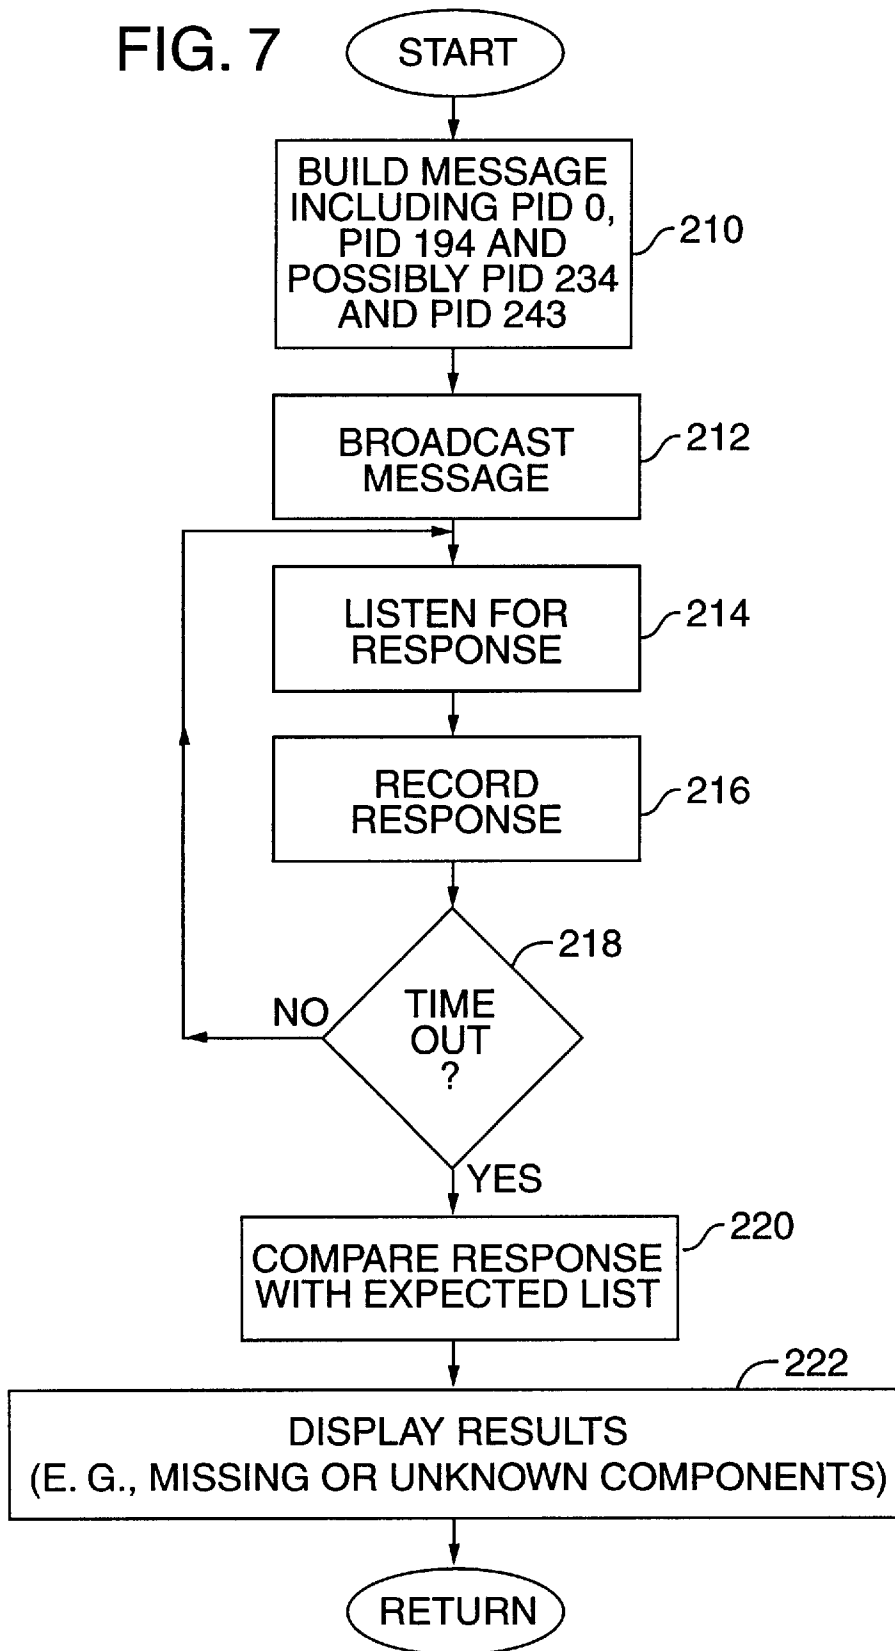 FIG. 7
START
BUILD MESSAGE
INCLUDING PID 0,
PID 194 AND
POSSIBLY PID 234
AND PID 243
210
BROADCAST
MESSAGE
212
LISTEN FOR
RESPONSE
214
RECORD
RESPONSE
216
218
TIME
OUT
?
NO
YES
220
COMPARE RESPONSE
WITH EXPECTED LIST
222
DISPLAY RESULTS
(E. G., MISSING OR UNKNOWN COMPONENTS)
RETURN